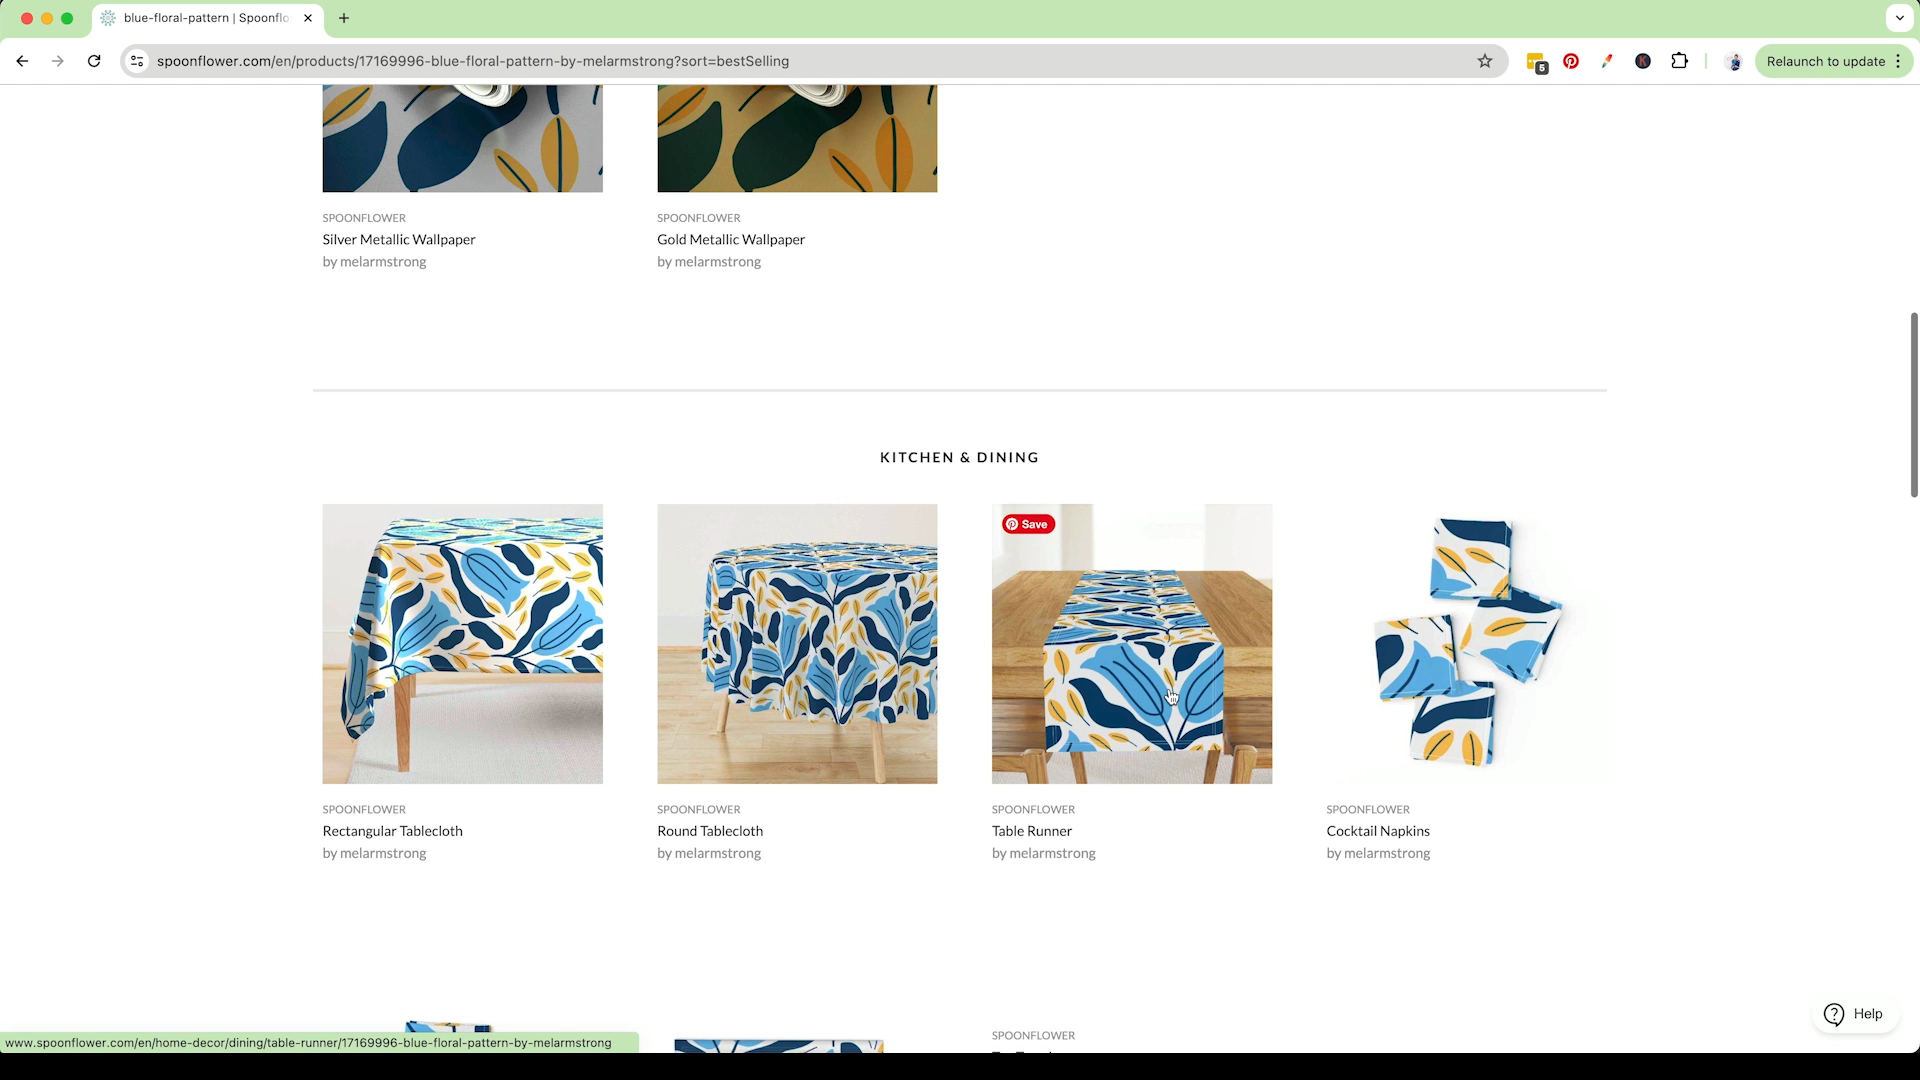 blue-floral-pattern | Spoonflo
spoonflower.com/en/products/17169996-blue-floral-pattern-by-melarmstrong?sort=bestSelling
5
K
Relaunch to update
SPOONFLOWER
Silver Metallic Wallpaper
by melarmstrong
SPOONFLOWER
Gold Metallic Wallpaper
by melarmstrong
KITCHEN & DINING
Save
SPOONFLOWER
Rectangular Tablecloth
by melarmstrong
SPOONFLOWER
Round Tablecloth
by melarmstrong
SPOONFLOWER
Table Runner
by melarmstrong
SPOONFLOWER
Cocktail Napkins
by melarmstrong
Help
SPOONFLOWER
www.spoonflower.com/en/home-decor/dining/table-runner/17169996-blue-floral-pattern-by-melarmstrong